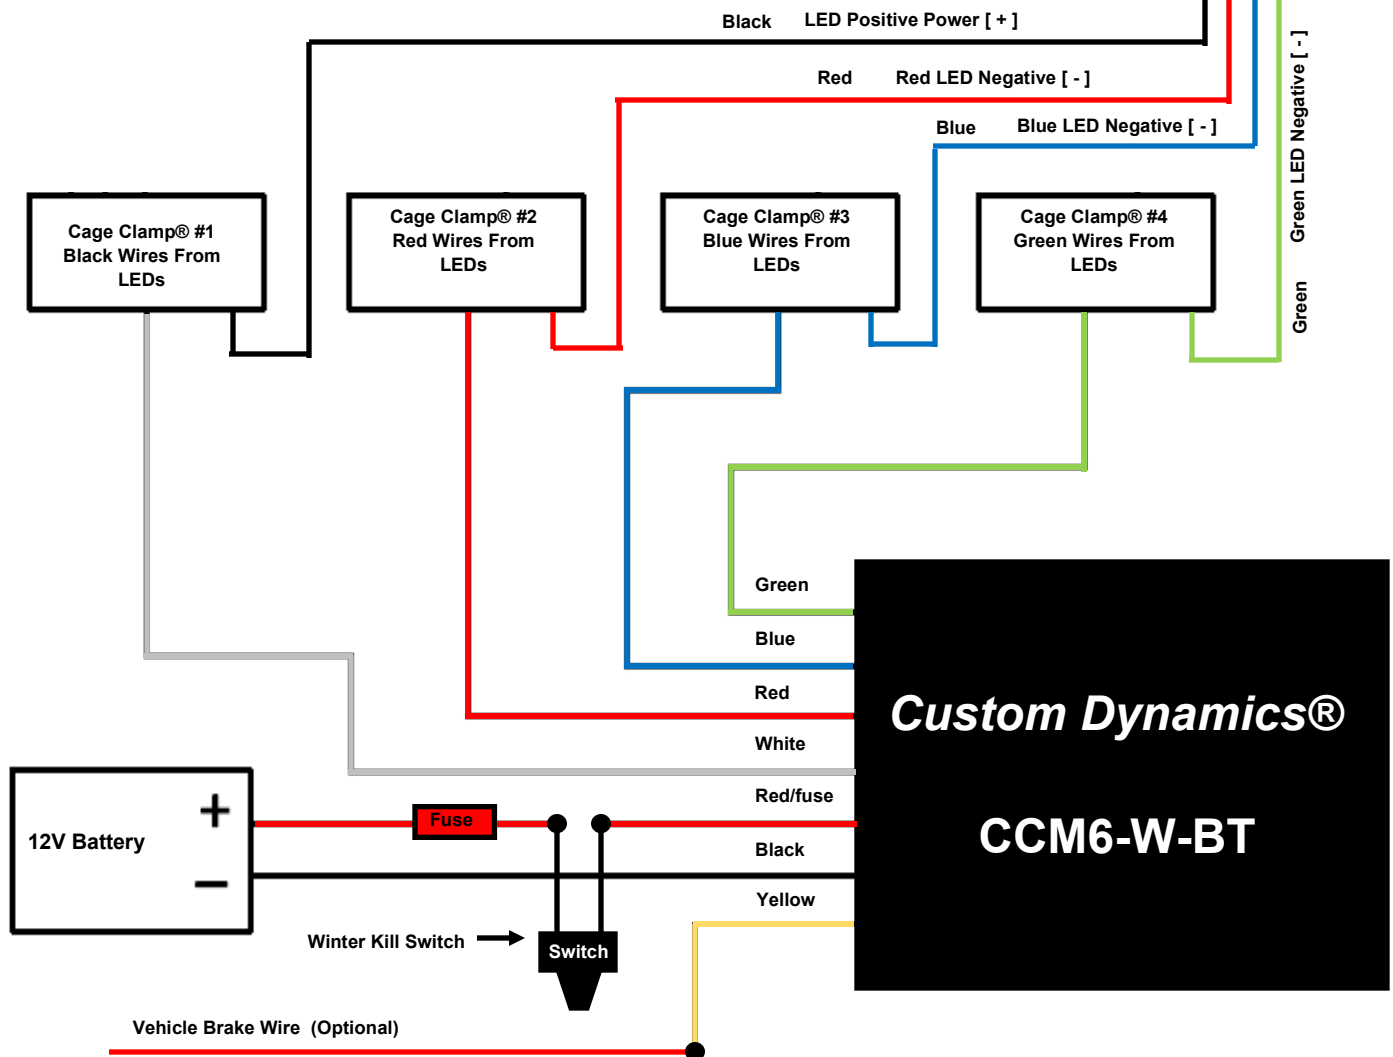 Black LED Positive Power [ + ]
Red Red LED Negative [ - ]
Blue Blue LED Negative [ - ]
Green Green LED Negative [ - ]
Cage Clamp® #1
Black Wires From
LEDs
Cage Clamp® #2
Red Wires From
LEDs
Cage Clamp® #3
Blue Wires From
LEDs
Cage Clamp® #4
Green Wires From
LEDs
Green
Blue
Red
White
Red/fuse
Black
Yellow
Custom Dynamics®
CCM6-W-BT
12V Battery
+
−
Fuse
Winter Kill Switch
Switch
Vehicle Brake Wire (Optional)